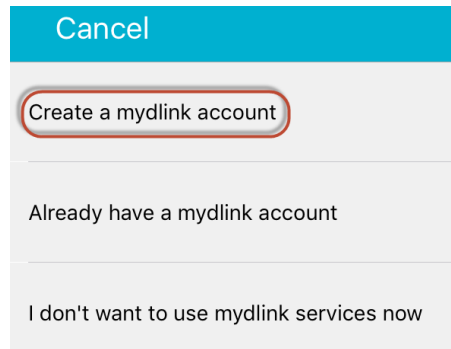 Cancel
Create a mydlink account
Already have a mydlink account
I don't want to use mydlink services now